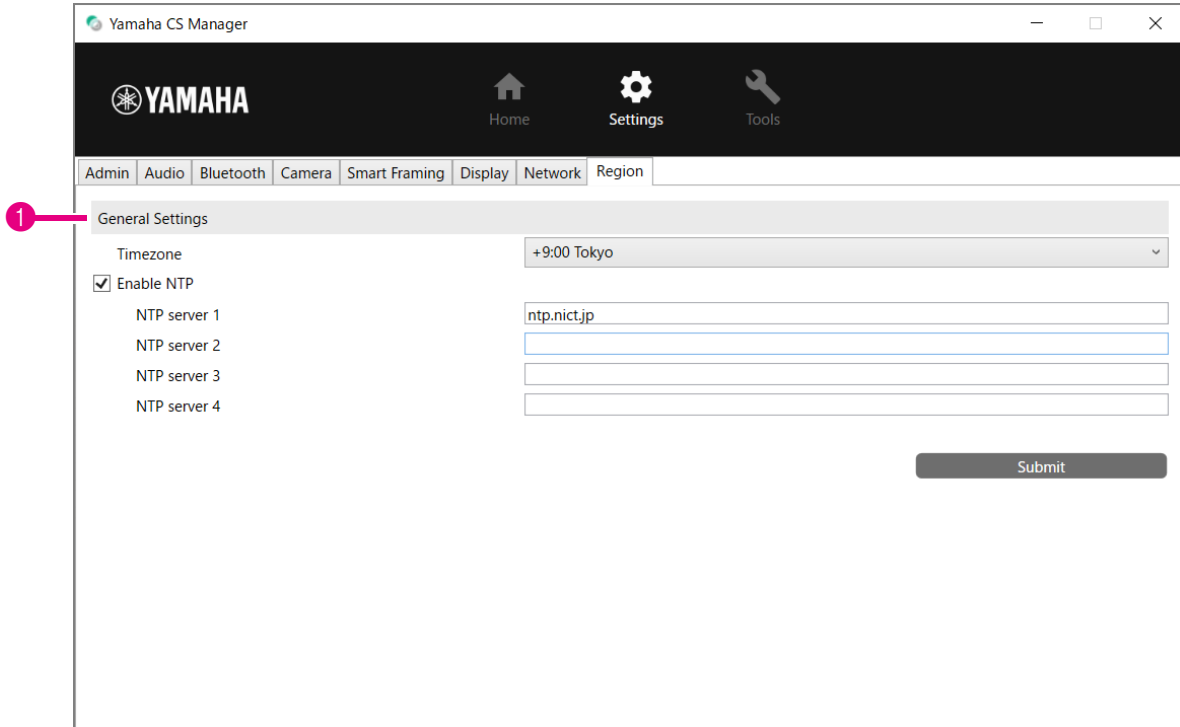 Yamaha CS Manager
YAMAHA
Home Settings Tools
Admin Audio Bluetooth Camera Smart Framing Display Network Region
1 General Settings
Timezone +9:00 Tokyo
Enable NTP
NTP server 1 ntp.nict.jp
NTP server 2
NTP server 3
NTP server 4
Submit